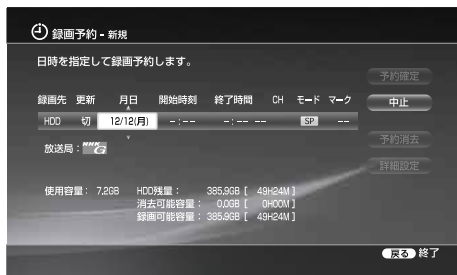 録画予約 - 新規
日時を指定して録画予約します。
予約確定
録画先 更新 月日 開始時刻 終了時間 CH モード マーク
中止
HDD 切 12/12(月) -:-- -:-- -- SP --
予約消去
放送局: NHK G
詳細設定
使用容量: 7.2GB HDD残量: 385.9GB [ 49H24M ]
消去可能容量: 0.0GB [ 0H00M ]
録画可能容量: 385.9GB [ 49H24M ]
戻る 終了